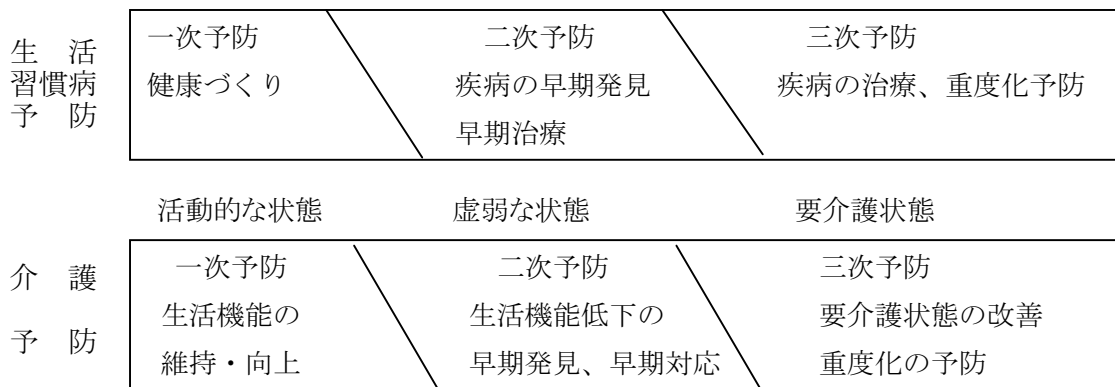 生　活
習慣病
予　防
一次予防
健康づくり
二次予防
疾病の早期発見
早期治療
三次予防
疾病の治療、重度化予防
活動的な状態
虚弱な状態
要介護状態
介　護
予　防
一次予防
生活機能の
維持・向上
二次予防
生活機能低下の
早期発見、早期対応
三次予防
要介護状態の改善
重度化の予防